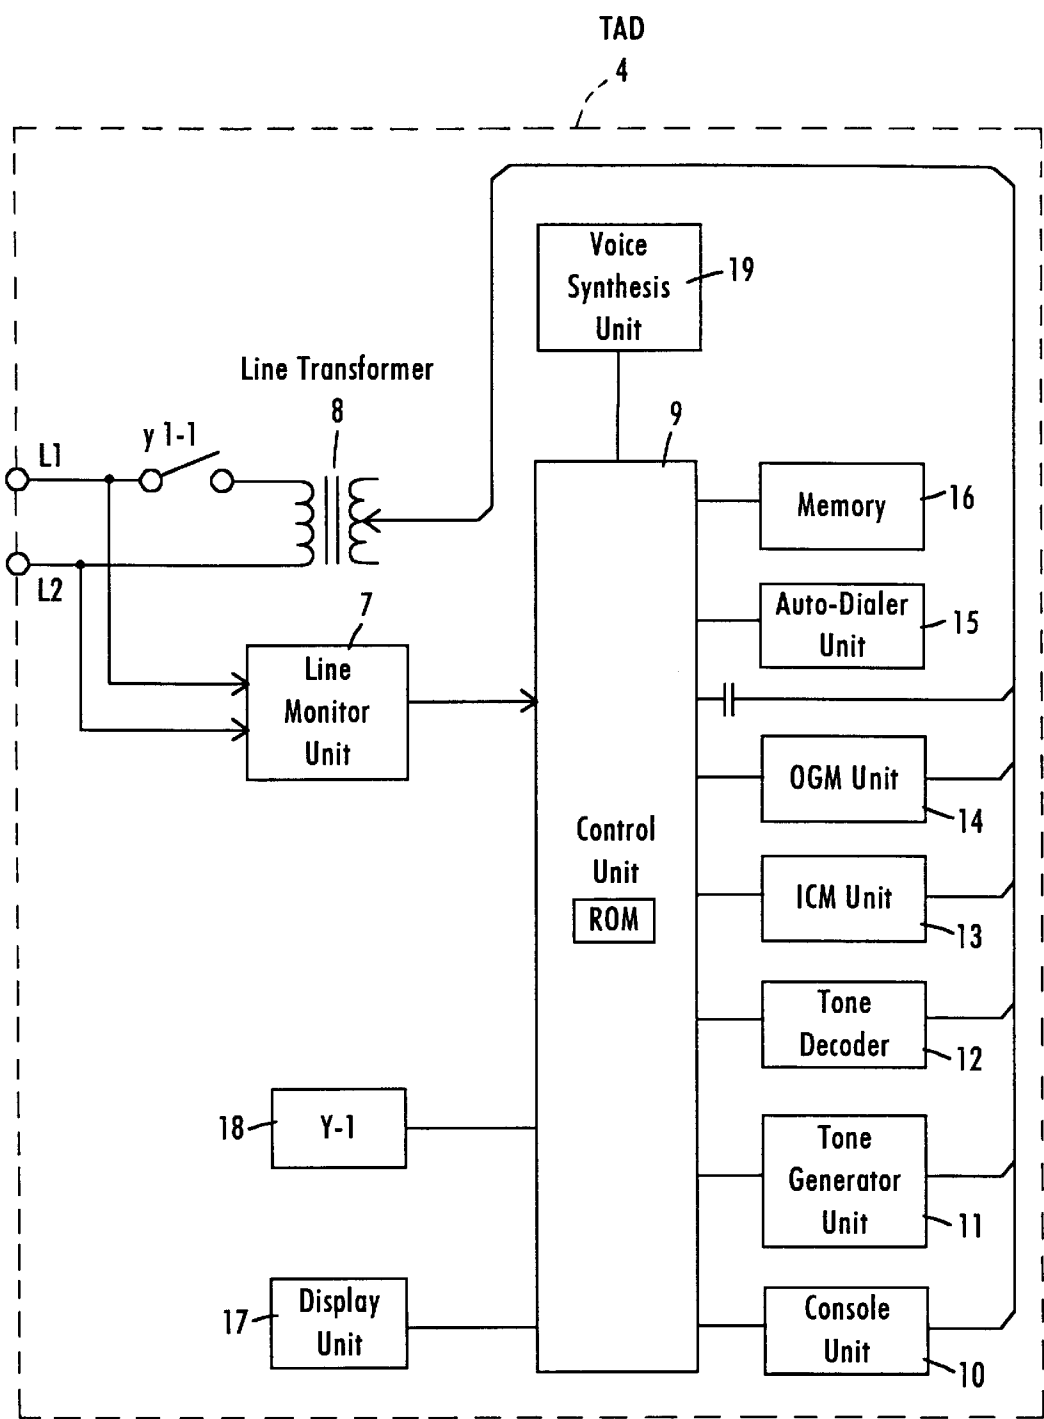 TAD
4
Voice
Synthesis
Unit
19
Line Transformer
8
9
y 1-1
L1
L2
Memory
16
Auto-Dialer
Unit
15
7
Line
Monitor
Unit
OGM Unit
14
Control
Unit
ROM
ICM Unit
13
Tone
Decoder
12
18
Y-1
Tone
Generator
Unit
11
17
Display
Unit
Console
Unit
10